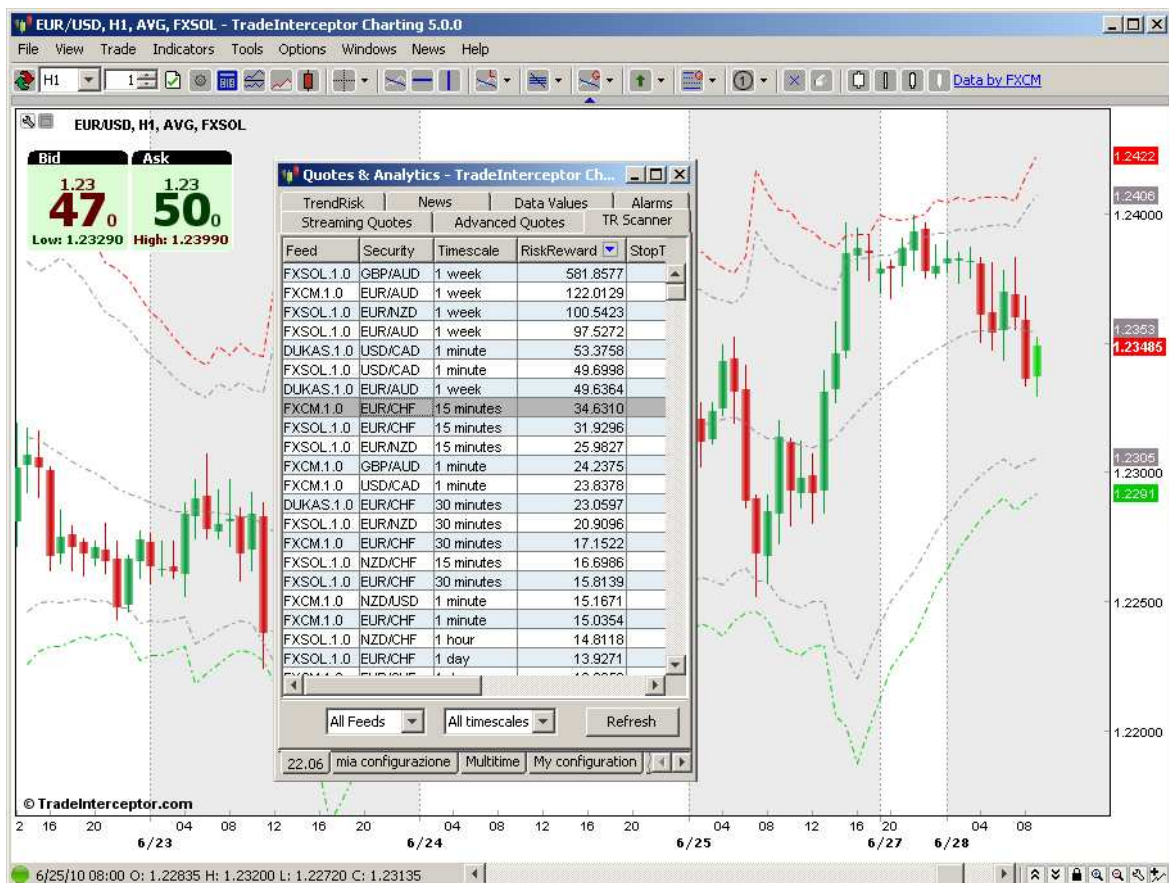 EUR/USD, H1, AVG, FXSOL - TradeInterceptor Charting 5.0.0
File View Trade Indicators Tools Options Windows News Help
H1 1 Data by FXCM
EUR/USD, H1, AVG, FXSOL
Bid Ask
1.23 1.23
47 0 50 0
Low: 1.23290 High: 1.23990
Quotes & Analytics - TradeInterceptor Ch...
TrendRisk News Data Values Alarms
Streaming Quotes Advanced Quotes TR Scanner
Feed Security Timescale RiskReward StopT
FXSOL.1.0 GBP/AUD 1 week 581.8577
FXCM.1.0 EUR/AUD 1 week 122.0129
FXSOL.1.0 EUR/NZD 1 week 100.5423
FXSOL.1.0 EUR/AUD 1 week 97.5272
DUKAS.1.0 USD/CAD 1 minute 53.3758
FXSOL.1.0 USD/CAD 1 minute 49.6998
DUKAS.1.0 EUR/AUD 1 week 49.6364
FXCM.1.0 EUR/CHF 15 minutes 34.6310
FXSOL.1.0 EUR/CHF 15 minutes 31.9296
FXSOL.1.0 EUR/NZD 15 minutes 25.9827
FXCM.1.0 GBP/AUD 1 minute 24.2375
FXCM.1.0 USD/CAD 1 minute 23.8378
DUKAS.1.0 EUR/CHF 30 minutes 23.0597
FXSOL.1.0 EUR/NZD 30 minutes 20.9096
FXCM.1.0 EUR/CHF 30 minutes 17.1522
FXSOL.1.0 NZD/CHF 15 minutes 16.6986
FXSOL.1.0 EUR/CHF 30 minutes 15.8139
FXCM.1.0 NZD/USD 1 minute 15.1671
FXCM.1.0 EUR/CHF 1 minute 15.0354
FXSOL.1.0 NZD/CHF 1 hour 14.8118
FXSOL.1.0 EUR/CHF 1 day 13.9271
All Feeds All timescales Refresh
22.06 mia configurazione Multitime My configuration
1.2422
1.2406
1.24000
1.2353
1.23485
1.2305
1.23000
1.2291
1.22500
1.22000
© TradeInterceptor.com
2 16 20 04 08 12 16 20 04 08 12 16 20 04 08 12 16 20 04 08
6/23 6/24 6/25 6/27 6/28
6/25/10 08:00 O: 1.22835 H: 1.23200 L: 1.22720 C: 1.23135